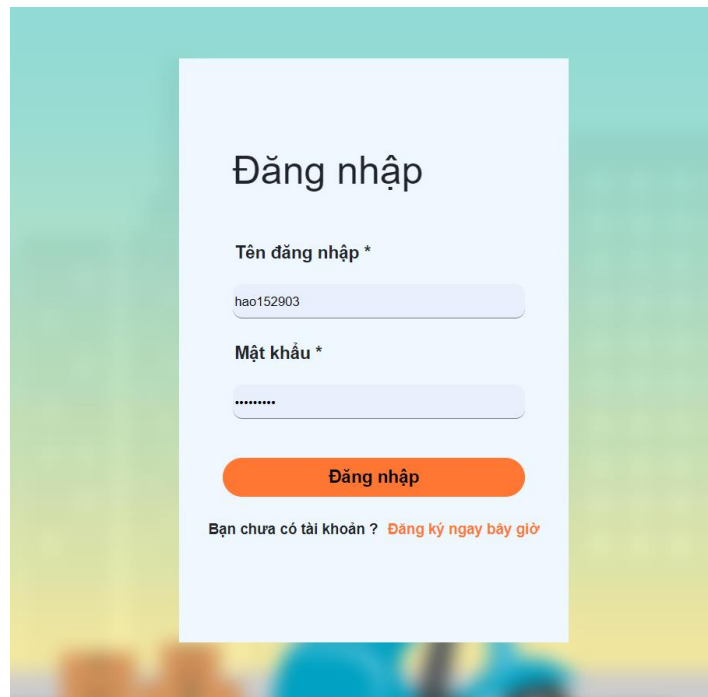 Đăng nhập
Tên đăng nhập *
hao152903
Mật khẩu *
•••••••••
Đăng nhập
Bạn chưa có tài khoản ? Đăng ký ngay bây giờ